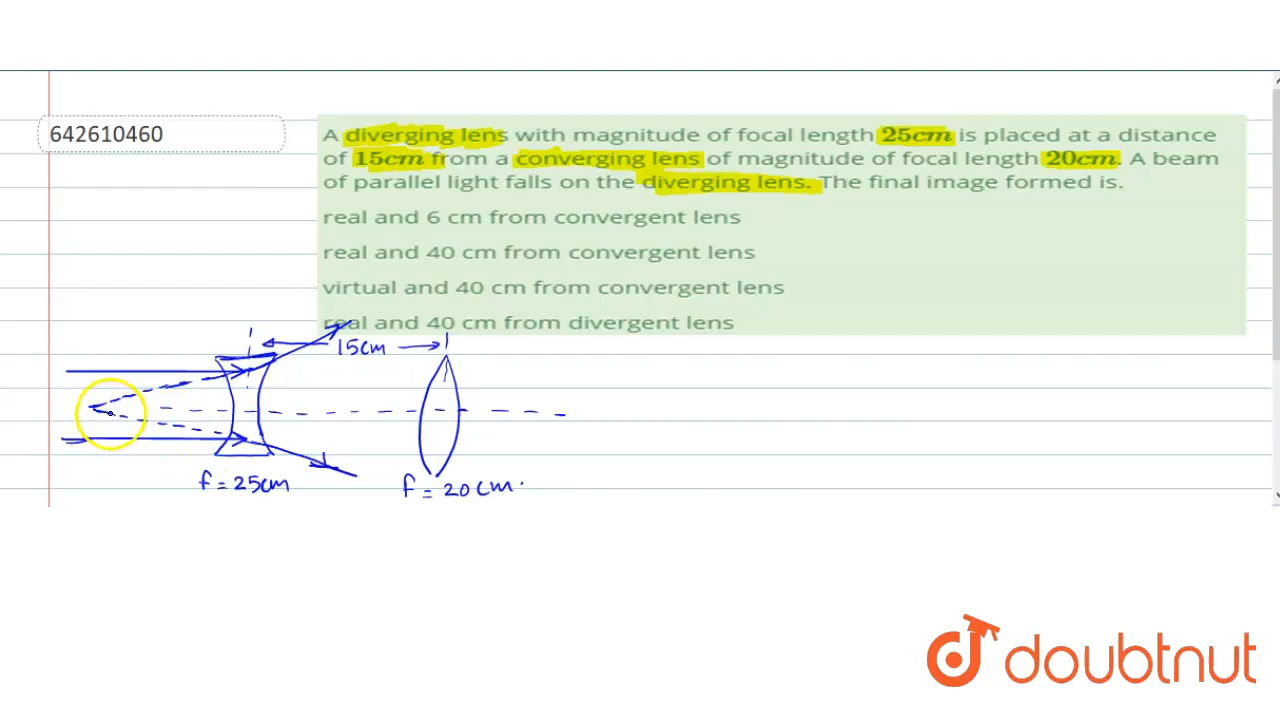 642610460
A diverging lens with magnitude of focal length 25cm is placed at a distance
of 15cm from a converging lens of magnitude of focal length 20cm. A beam
of parallel light falls on the diverging lens. The final image formed is.
real and 6 cm from convergent lens
real and 40 cm from convergent lens
virtual and 40 cm from convergent lens
real and 40 cm from divergent lens
15cm
f = 25cm
f = 20cm.
doubtnut